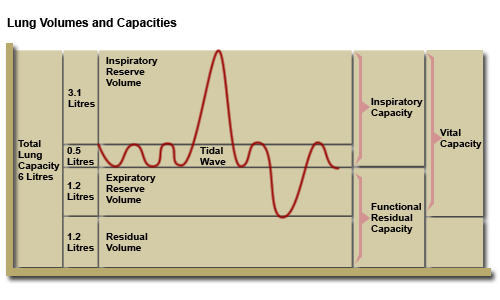 Lung Volumes and Capacities
Total
Lung
Capacity
6 Litres
3.1
Litres
Inspiratory
Reserve
Volume
0.5
Litres
Tidal
Wave
1.2
Litres
Expiratory
Reserve
Volume
1.2
Litres
Residual
Volume
Inspiratory
Capacity
Functional
Residual
Capacity
Vital
Capacity